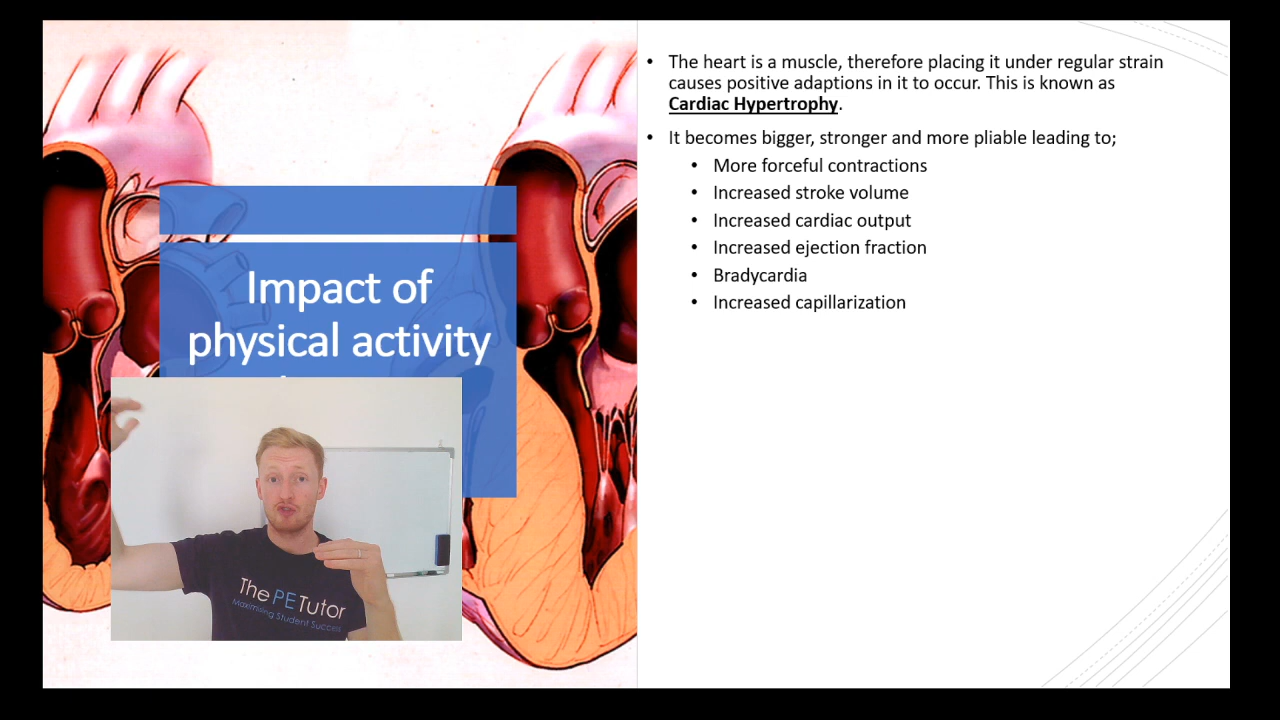 Impact of
physical activity
• The heart is a muscle, therefore placing it under regular strain
causes positive adaptions in it to occur. This is known as
Cardiac Hypertrophy.
• It becomes bigger, stronger and more pliable leading to;
• More forceful contractions
• Increased stroke volume
• Increased cardiac output
• Increased ejection fraction
• Bradycardia
• Increased capillarization
The PE Tutor
Maximising Student Success